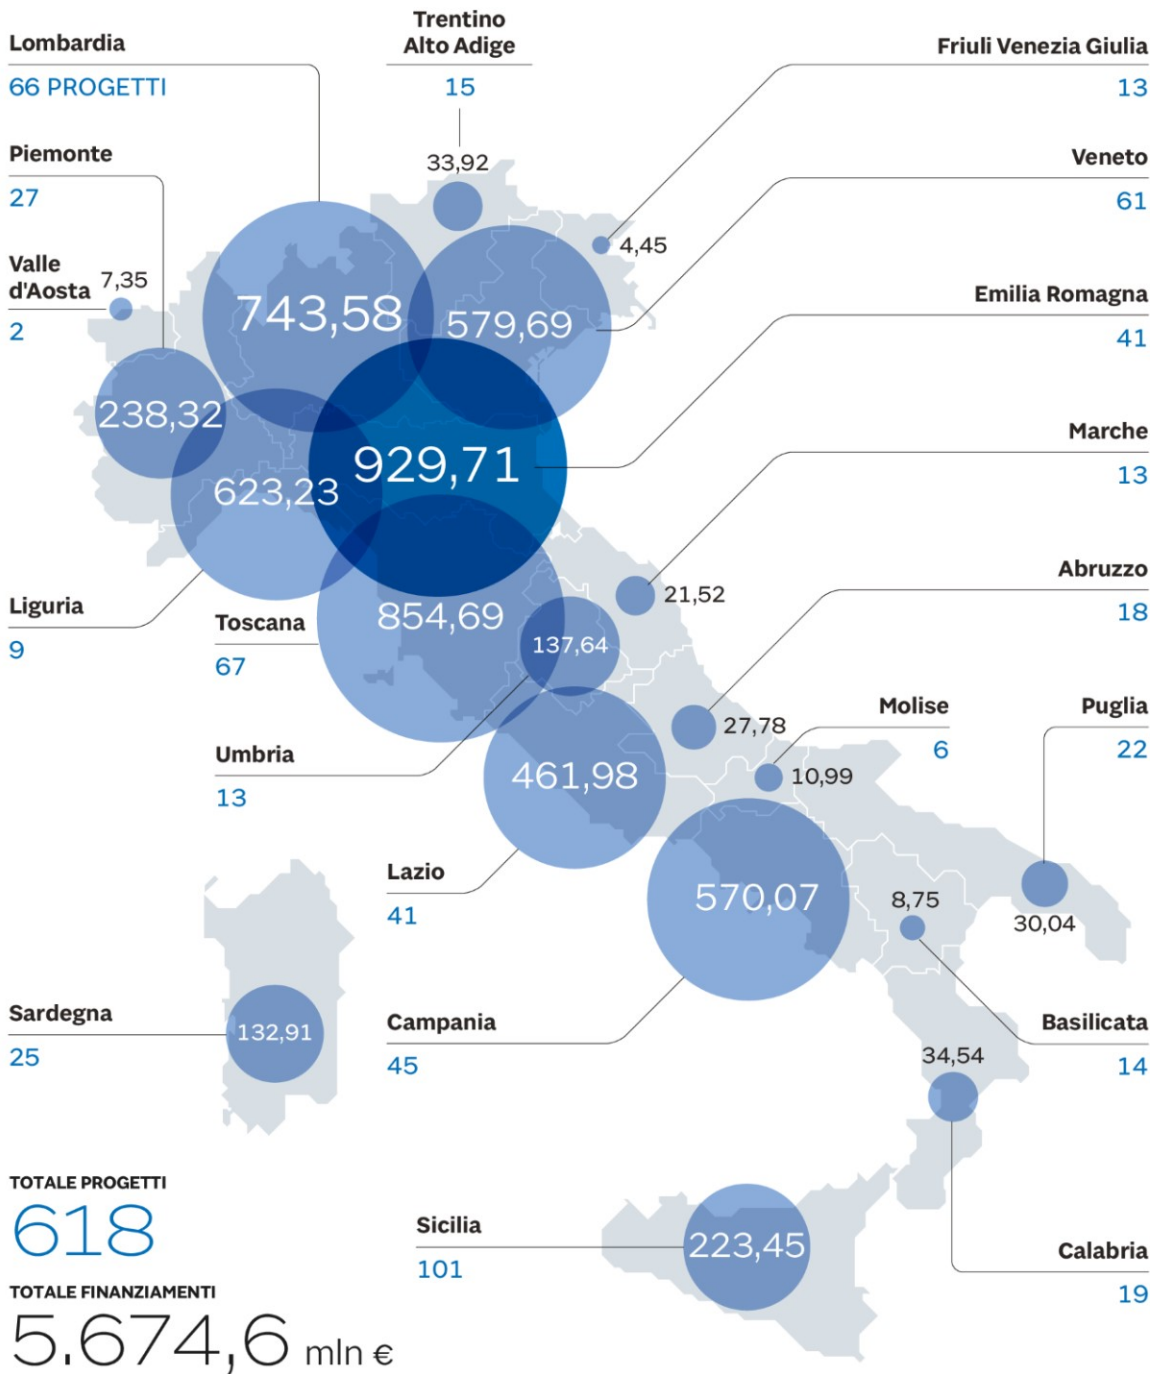 Lombardia
66 PROGETTI
Trentino
Alto Adige
15
33,92
Friuli Venezia Giulia
13
4,45
Piemonte
27
238,32
Veneto
61
579,69
Valle
d'Aosta
2
7,35
743,58
Emilia Romagna
41
929,71
Marche
13
21,52
623,23
Liguria
9
Toscana
67
854,69
Abruzzo
18
27,78
137,64
Umbria
13
Molise
6
10,99
Puglia
22
30,04
461,98
Lazio
41
570,07
Campania
45
8,75
Basilicata
14
Sardegna
25
132,91
34,54
Calabria
19
Sicilia
101
223,45
TOTALE PROGETTI
618
TOTALE FINANZIAMENTI
5.674,6 mln €